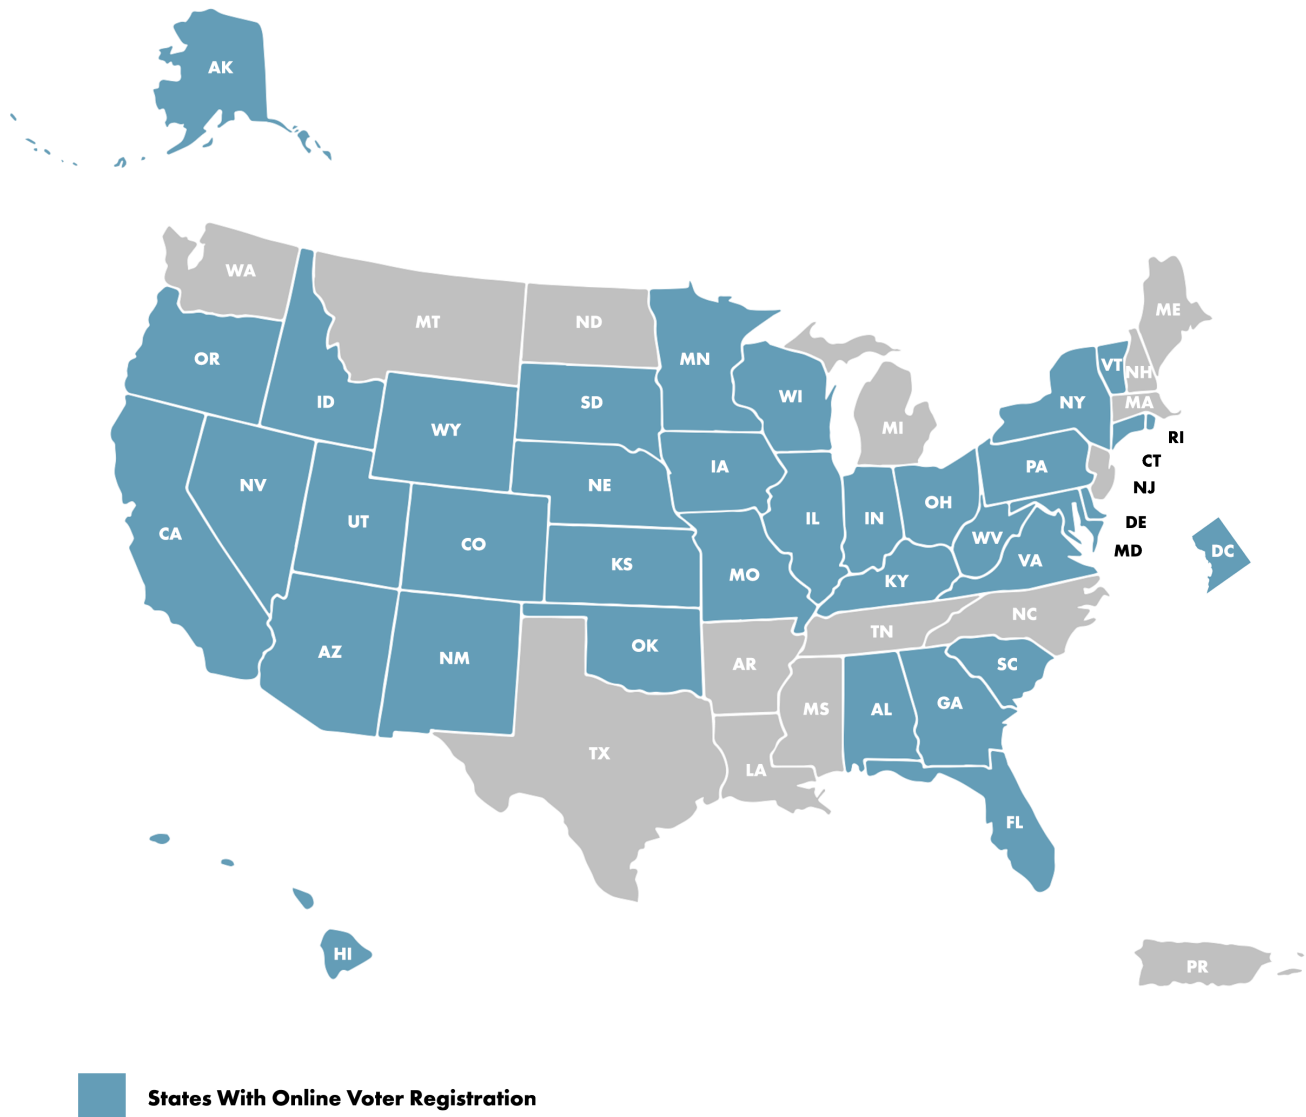 AK
WA
MT
ND
ME
OR
MN
VT
NH
ID
SD
WI
NY
MA
WY
MI
RI
IA
PA
CT
NV
NE
NJ
UT
OH
CA
CO
IL
IN
DE
WV
DC
KS
VA
MD
MO
KY
NC
TN
AZ
NM
OK
AR
SC
MS
AL
GA
TX
LA
FL
HI
PR
States With Online Voter Registration